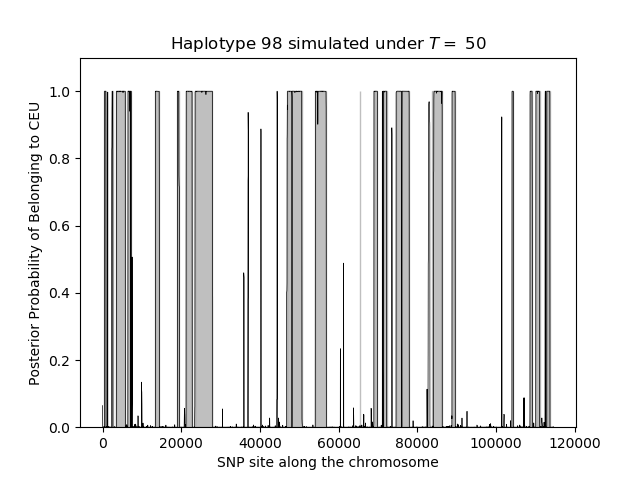 Haplotype 98 simulated under T = 50
Posterior Probability of Belonging to CEU
1.0
0.8
0.6
0.4
0.2
0.0
0 20000 40000 60000 80000 100000 120000
SNP site along the chromosome